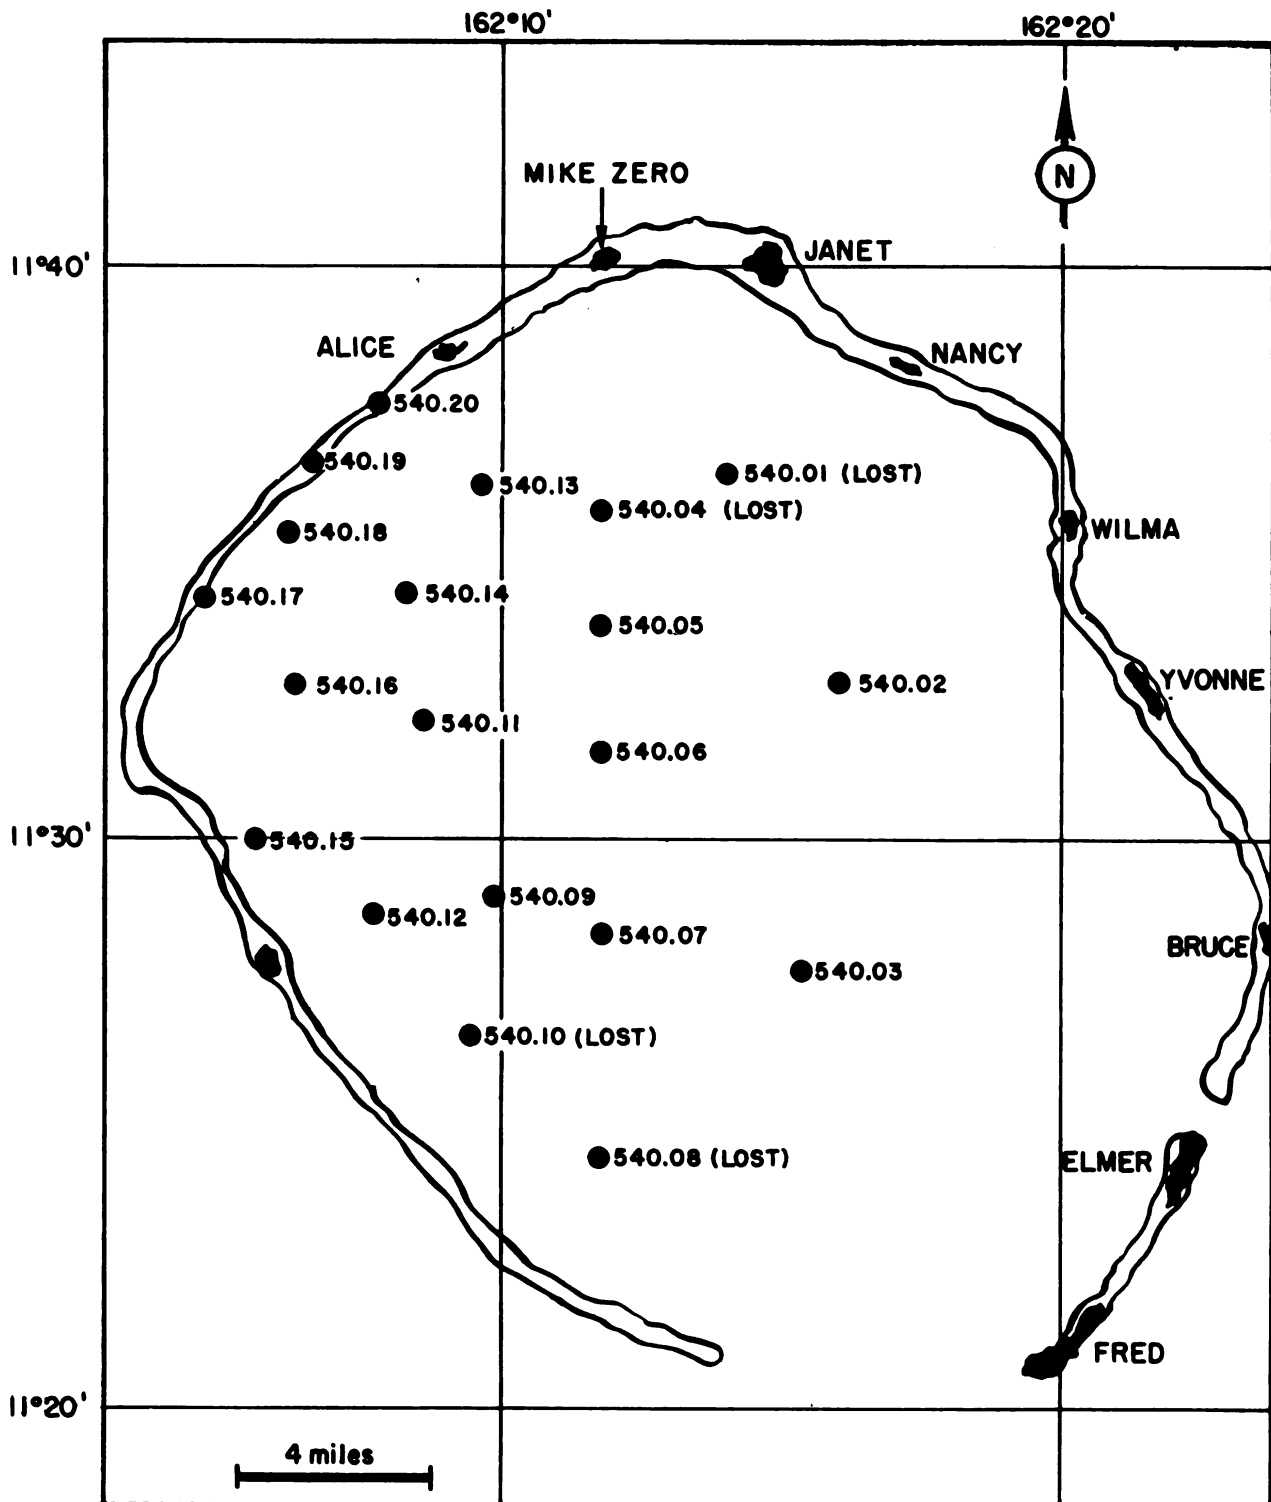 162°10'
162°20'
N
MIKE ZERO
JANET
11°40'
ALICE
NANCY
540.20
540.19
540.13
540.01 (LOST)
540.04 (LOST)
540.18
WILMA
540.17
540.14
540.05
540.16
540.02
YVONNE
540.11
540.06
11°30'
540.15
540.09
540.12
540.07
BRUCE
540.03
540.10 (LOST)
540.08 (LOST)
ELMER
FRED
11°20'
4 miles